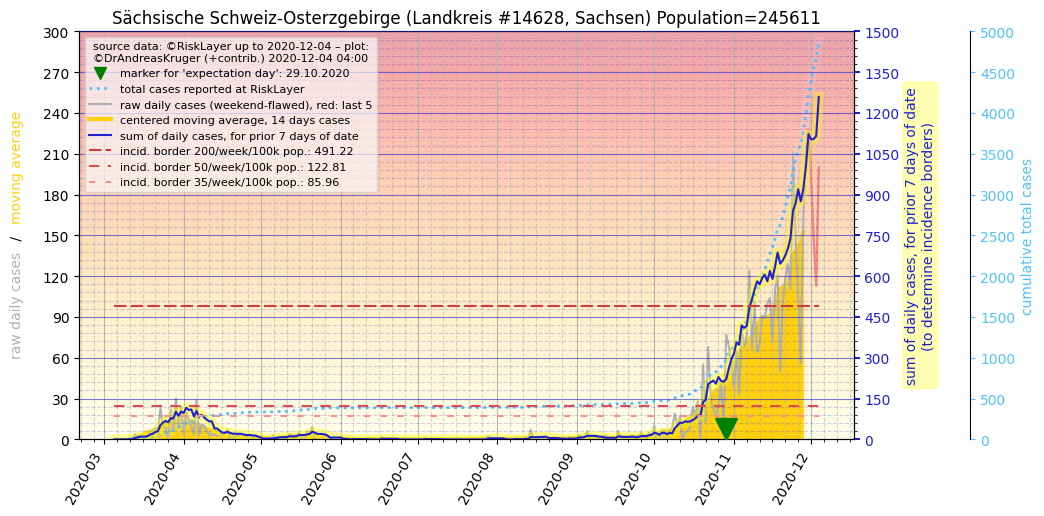 Sächsische Schweiz-Osterzgebirge (Landkreis #14628, Sachsen) Population=245611
source data: ©RiskLayer up to 2020-12-04 – plot:
©DrAndreasKruger (+contrib.) 2020-12-04 04:00
marker for 'expectation day': 29.10.2020
total cases reported at RiskLayer
raw daily cases (weekend-flawed), red: last 5
centered moving average, 14 days cases
sum of daily cases, for prior 7 days of date
incid. border 200/week/100k pop.: 491.22
incid. border 50/week/100k pop.: 122.81
incid. border 35/week/100k pop.: 85.96
raw daily cases / moving average
300
270
240
210
180
150
120
90
60
30
0
2020-03
2020-04
2020-05
2020-06
2020-07
2020-08
2020-09
2020-10
2020-11
2020-12
1500
1350
1200
1050
900
750
600
450
300
150
0
sum of daily cases, for prior 7 days of date
(to determine incidence borders)
5000
4500
4000
3500
3000
2500
2000
1500
1000
500
0
cumulative total cases